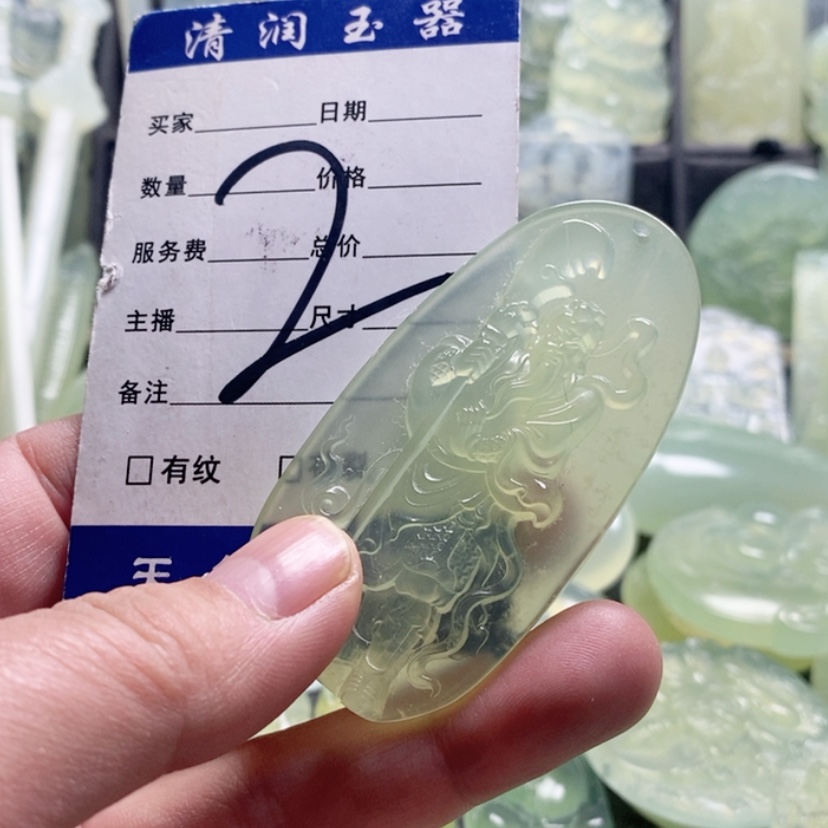 清润玉器
买家 日期
数量 价格
服务费 总价
主播 尺寸
备注
2
□有纹 □